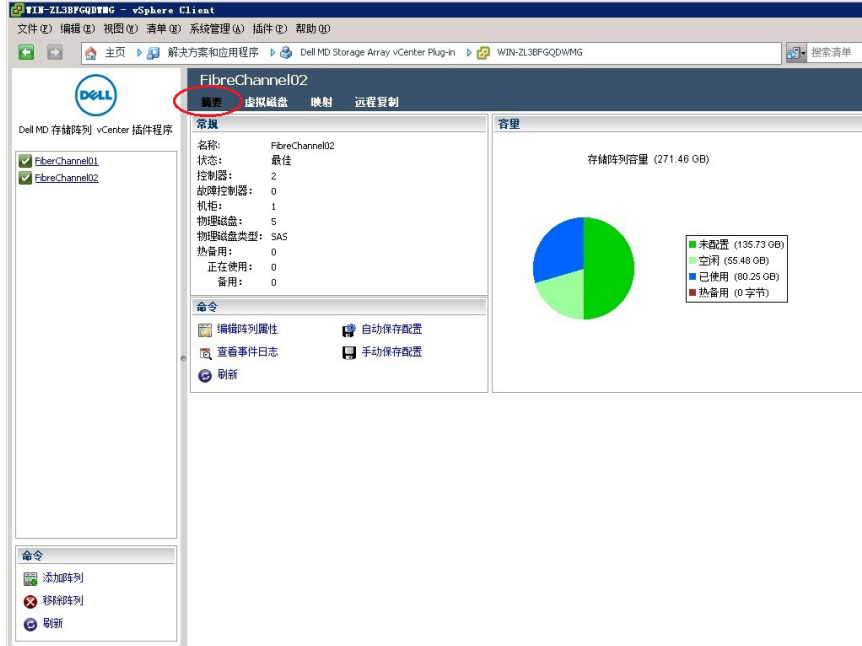 WIN-ZL3BFGQDWMG - vSphere Client
文件(F) 编辑(E) 视图(V) 清单(N) 系统管理(A) 插件(P) 帮助(H)
主页 解决方案和应用程序 Dell MD Storage Array vCenter Plug-in WIN-ZL3BFGQDWMG 搜索清单
DELL
Dell MD 存储阵列 vCenter 插件程序
FiberChannel01
FibreChannel02
命令
添加阵列
移除阵列
刷新
FibreChannel02
摘要 虚拟磁盘 映射 远程复制
常规
名称: FibreChannel02
状态: 最佳
控制器: 2
故障控制器: 0
机柜: 1
物理磁盘: 5
物理磁盘类型: SAS
热备用: 0
正在使用: 0
备用: 0
命令
编辑阵列属性 自动保存配置
查看事件日志 手动保存配置
刷新
容量
存储阵列容量 (271.46 GB)
未配置 (135.73 GB)
空闲 (55.48 GB)
已使用 (80.25 GB)
热备用 (0 字节)